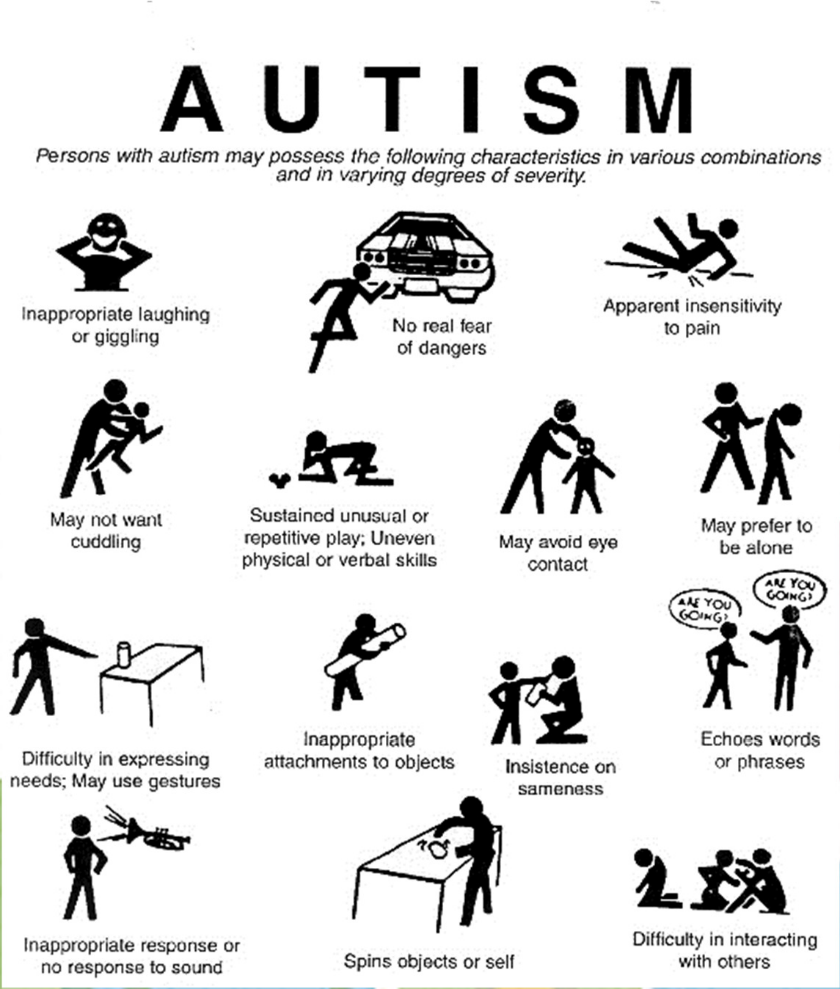 AUTISM
Persons with autism may possess the following characteristics in various combinations
and in varying degrees of severity.
Inappropriate laughing
or giggling
No real fear
of dangers
Apparent insensitivity
to pain
May not want
cuddling
Sustained unusual or
repetitive play; Uneven
physical or verbal skills
May avoid eye
contact
May prefer to
be alone
Difficulty in expressing
needs; May use gestures
Inappropriate
attachments to objects
Insistence on
sameness
ARE YOU
GOING?
ARE YOU
GOING?
Echoes words
or phrases
Inappropriate response or
no response to sound
Spins objects or self
Difficulty in interacting
with others